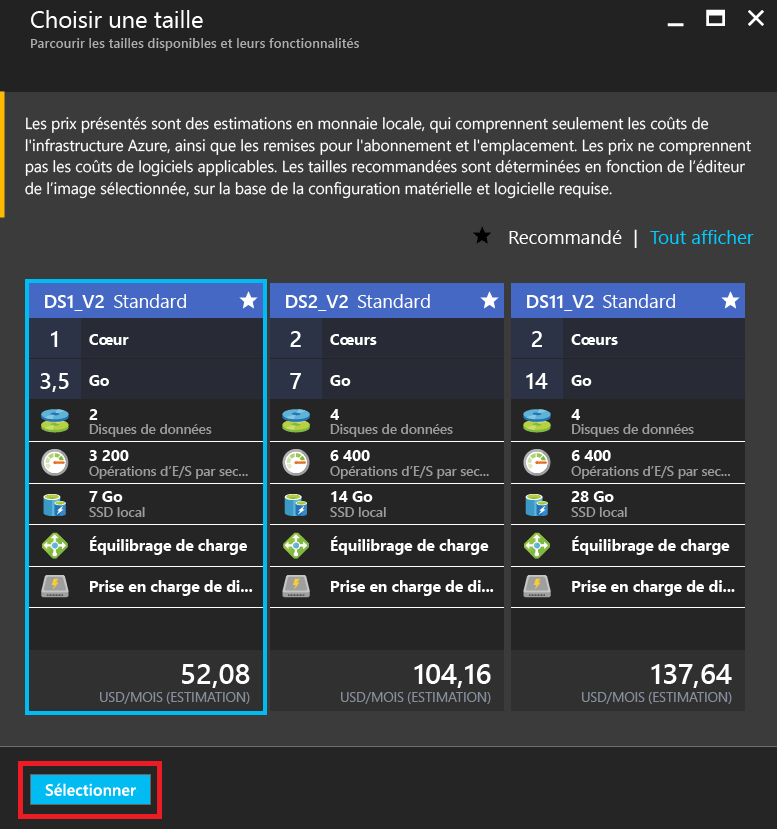 Choisir une taille
Parcourir les tailles disponibles et leurs fonctionnalités
Les prix présentés sont des estimations en monnaie locale, qui comprennent seulement les coûts de
l'infrastructure Azure, ainsi que les remises pour l'abonnement et l'emplacement. Les prix ne comprennent
pas les coûts de logiciels applicables. Les tailles recommandées sont déterminées en fonction de l’éditeur
de l’image sélectionnée, sur la base de la configuration matérielle et logicielle requise.
Recommandé | Tout afficher
DS1_V2 Standard
1 Cœur
3,5 Go
2
Disques de données
3 200
Opérations d’E/S par sec...
7 Go
SSD local
Équilibrage de charge
Prise en charge de di...
52,08
USD/MOIS (ESTIMATION)
DS2_V2 Standard
2 Cœurs
7 Go
4
Disques de données
6 400
Opérations d’E/S par sec...
14 Go
SSD local
Équilibrage de charge
Prise en charge de di...
104,16
USD/MOIS (ESTIMATION)
DS11_V2 Standard
2 Cœurs
14 Go
4
Disques de données
6 400
Opérations d’E/S par sec...
28 Go
SSD local
Équilibrage de charge
Prise en charge de di...
137,64
USD/MOIS (ESTIMATION)
Sélectionner